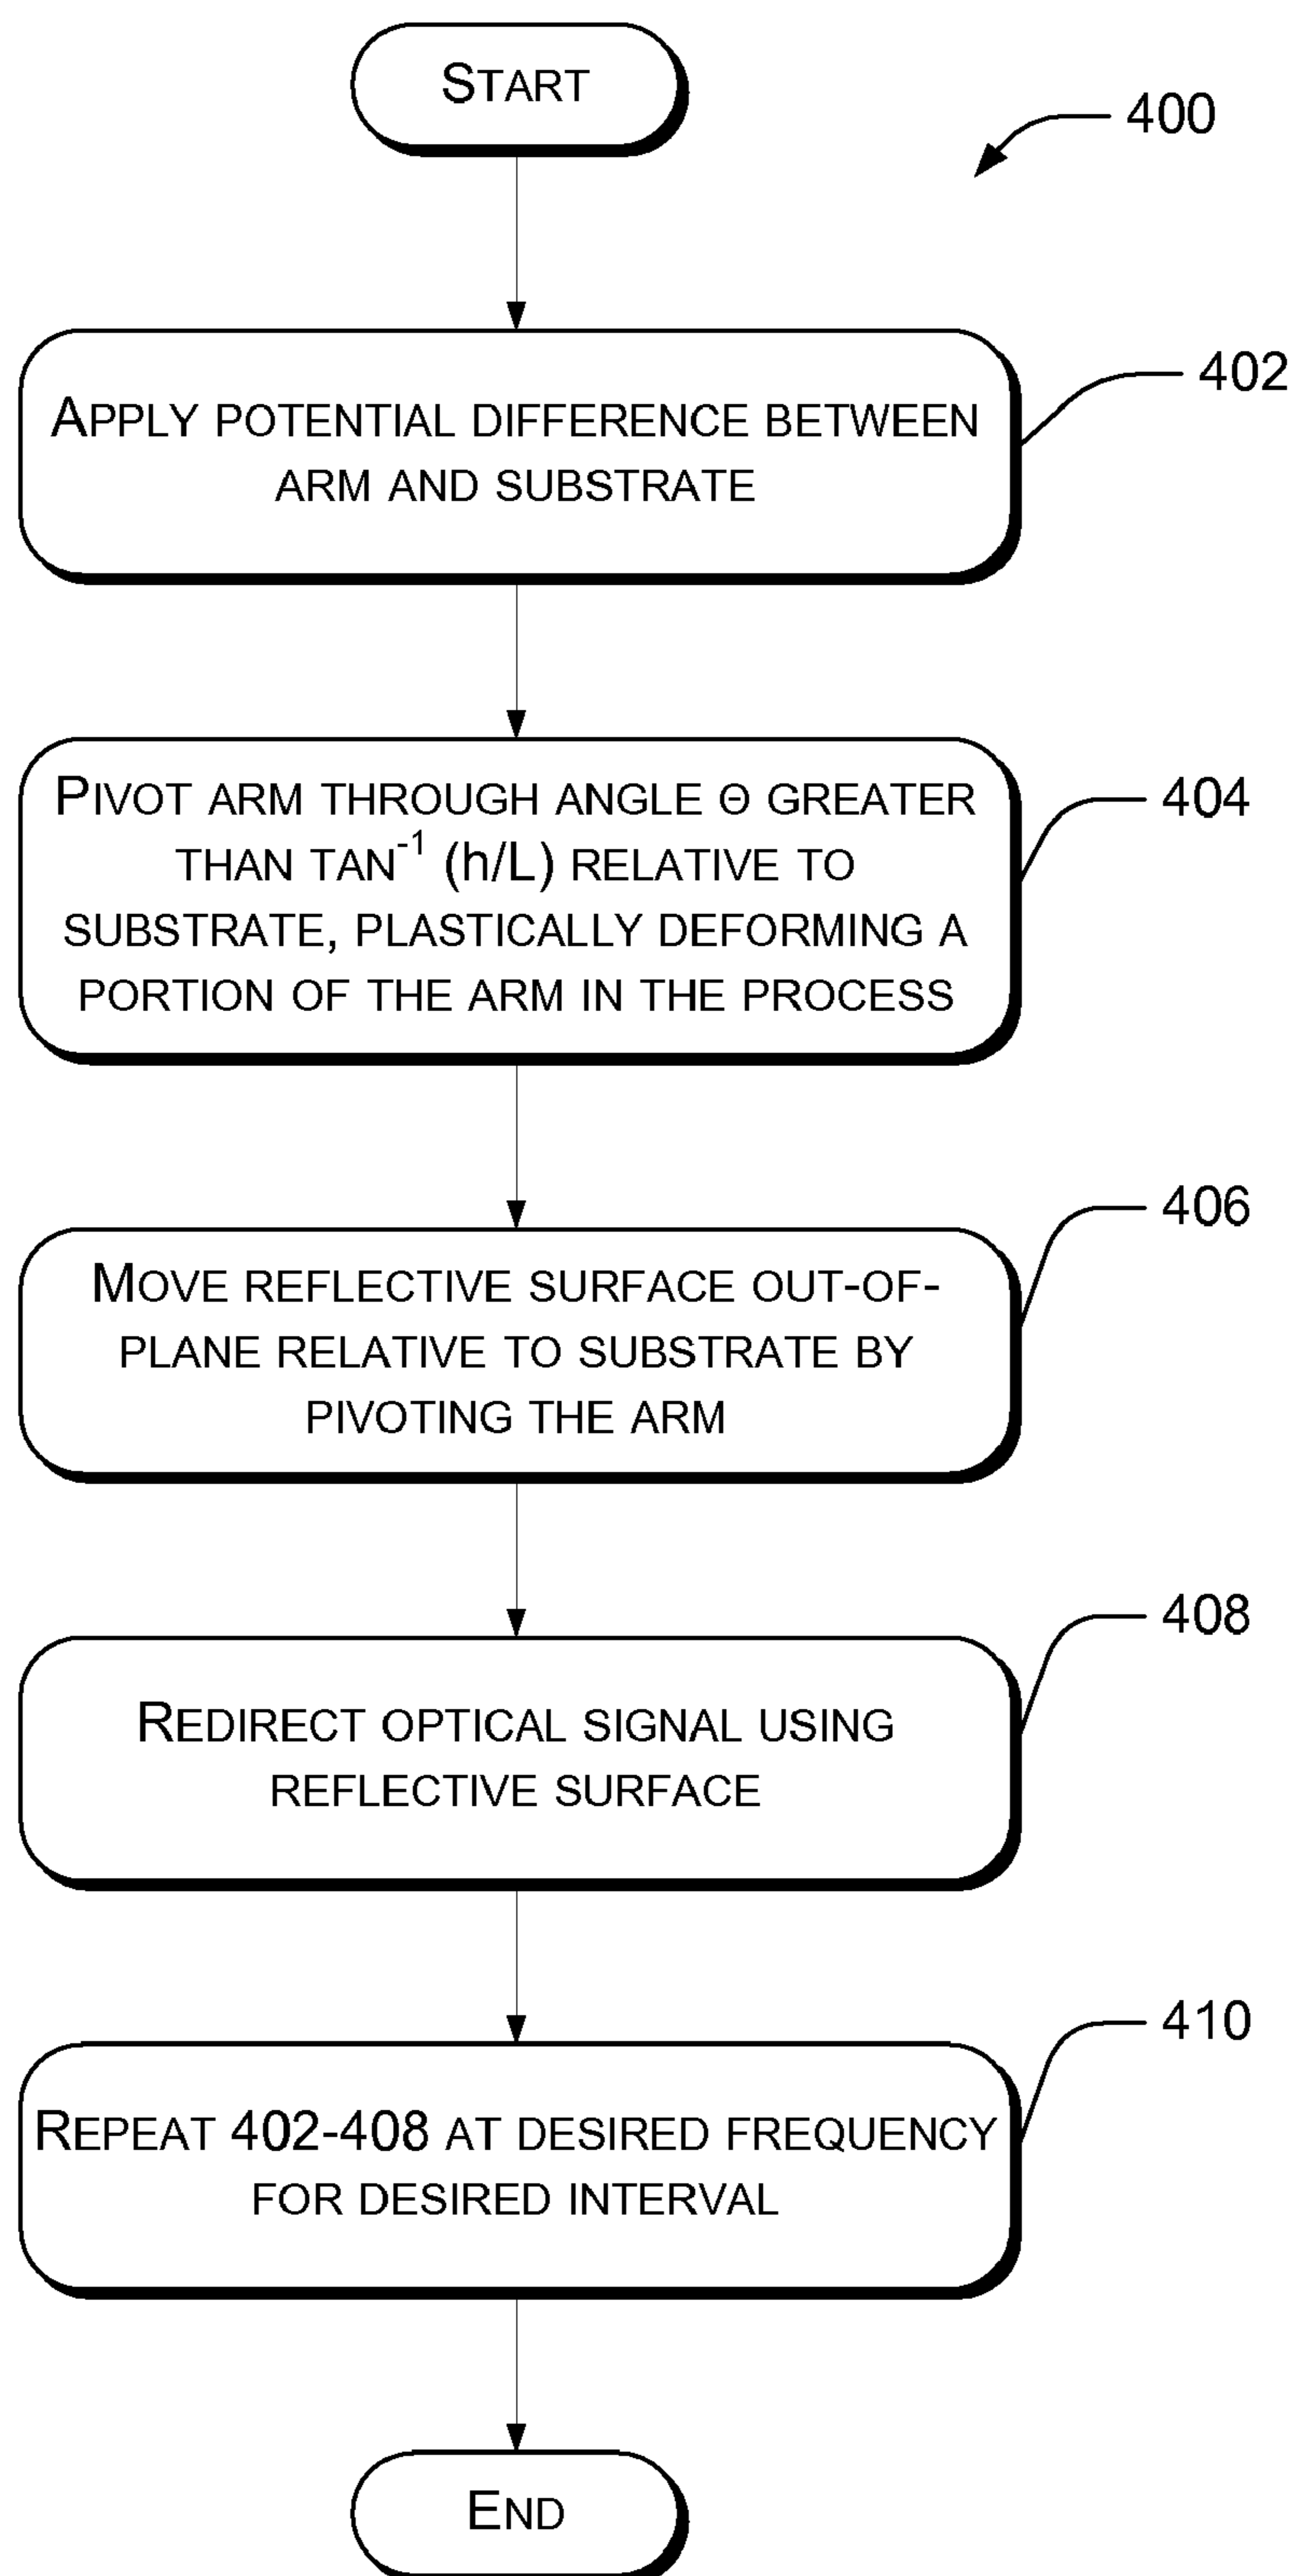 START
400
402
APPLY POTENTIAL DIFFERENCE BETWEEN
ARM AND SUBSTRATE
404
PIVOT ARM THROUGH ANGLE Θ GREATER
THAN TAN⁻¹ (h/L) RELATIVE TO
SUBSTRATE, PLASTICALLY DEFORMING A
PORTION OF THE ARM IN THE PROCESS
406
MOVE REFLECTIVE SURFACE OUT-OF-
PLANE RELATIVE TO SUBSTRATE BY
PIVOTING THE ARM
408
REDIRECT OPTICAL SIGNAL USING
REFLECTIVE SURFACE
410
REPEAT 402-408 AT DESIRED FREQUENCY
FOR DESIRED INTERVAL
END